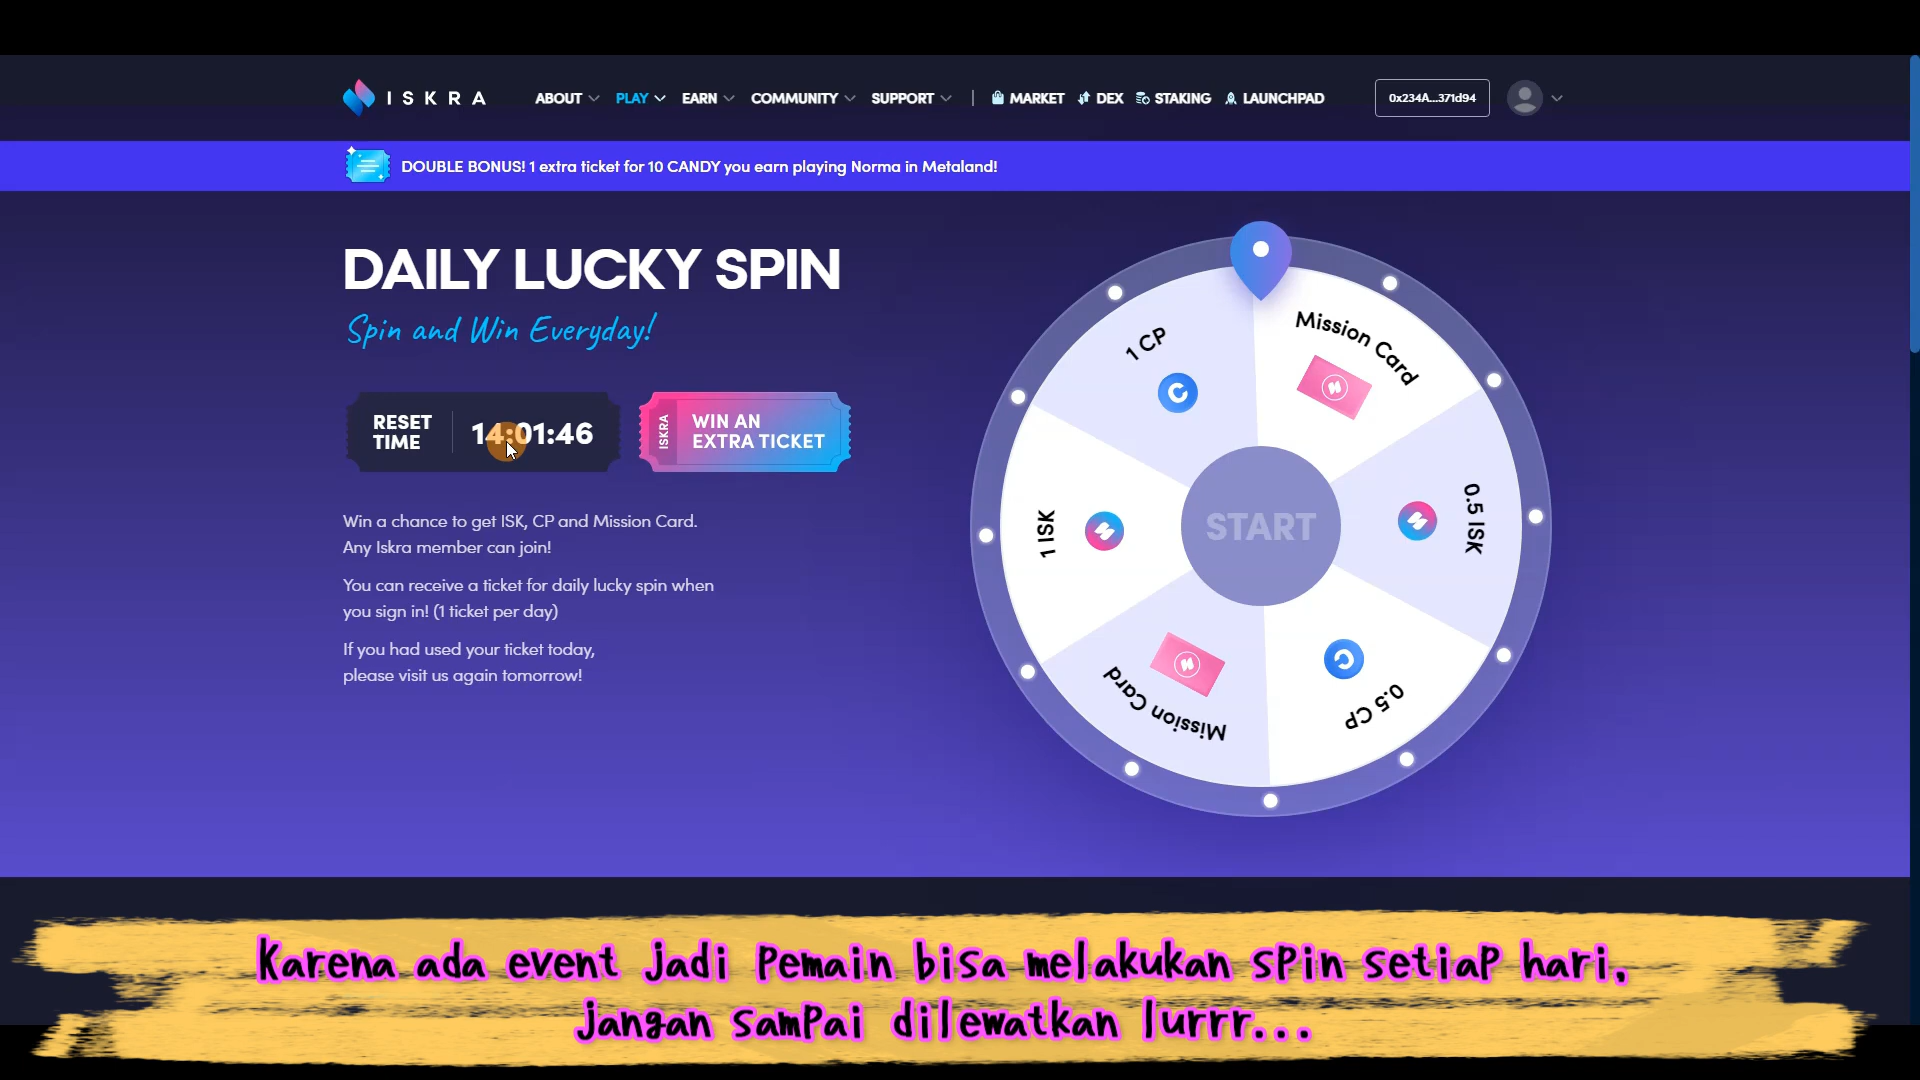 ISKRA
ABOUT PLAY EARN COMMUNITY SUPPORT | MARKET DEX STAKING LAUNCHPAD
0x234A...371d94
DOUBLE BONUS! 1 extra ticket for 10 CANDY you earn playing Norma in Metaland!
DAILY LUCKY SPIN
Spin and Win Everyday!
RESET
TIME
14:01:46
ISKRA
WIN AN
EXTRA TICKET
Win a chance to get ISK, CP and Mission Card.
Any Iskra member can join!
You can receive a ticket for daily lucky spin when
you sign in! (1 ticket per day)
If you had used your ticket today,
please visit us again tomorrow!
1 CP
Mission Card
0.5 ISK
0.5 CP
Mission Card
1 ISK
START
Karena ada event jadi pemain bisa melakukan spin setiap hari.
jangan sampai dilewatkan lurrr...